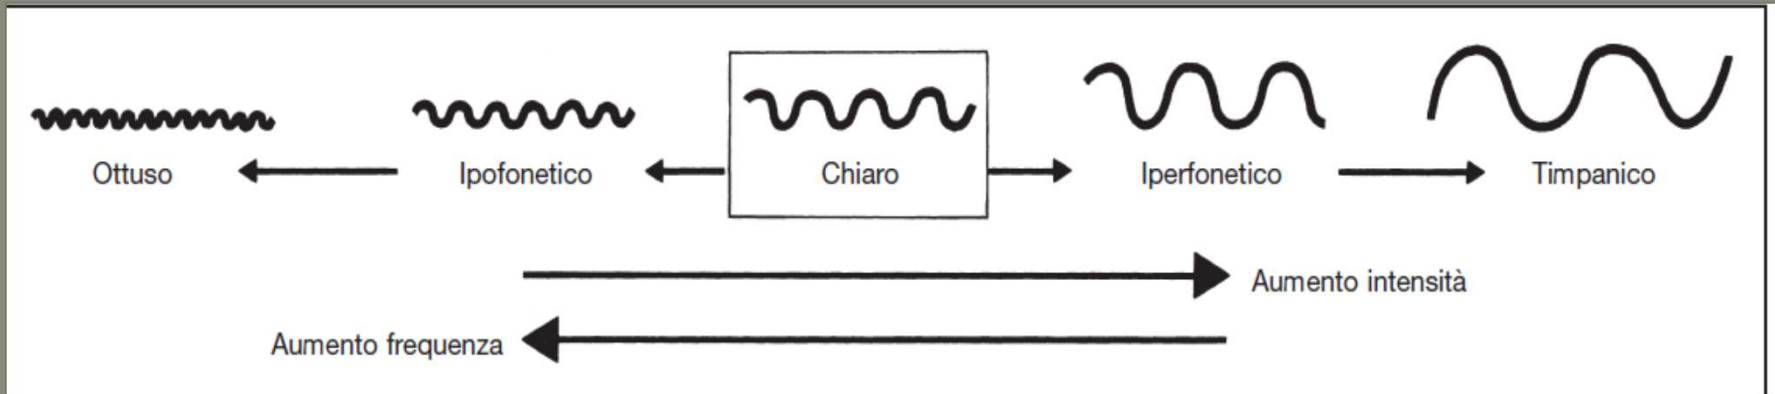 Ottuso
Ipofonetico
Chiaro
Iperfonetico
Timpanico
Aumento intensità
Aumento frequenza